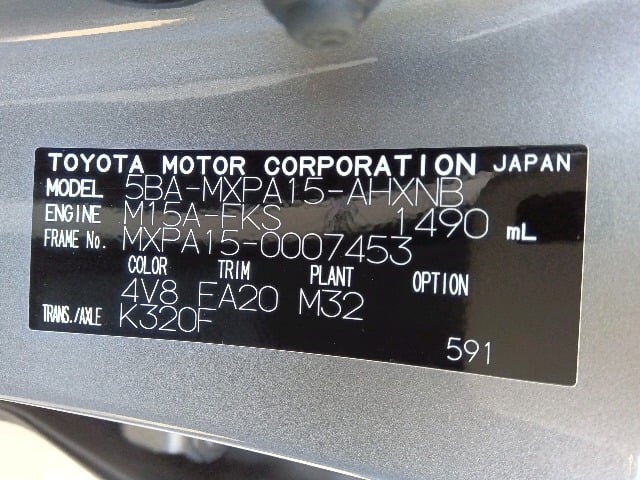 TOYOTA MOTOR CORPORATION JAPAN
MODEL 5BA-MXPA15-AHXNB
ENGINE M15A-FKS 1490 mL
FRAME No. MXPA15-0007453
COLOR TRIM PLANT OPTION
4V8 FA20 M32
TRANS./AXLE K320F
591